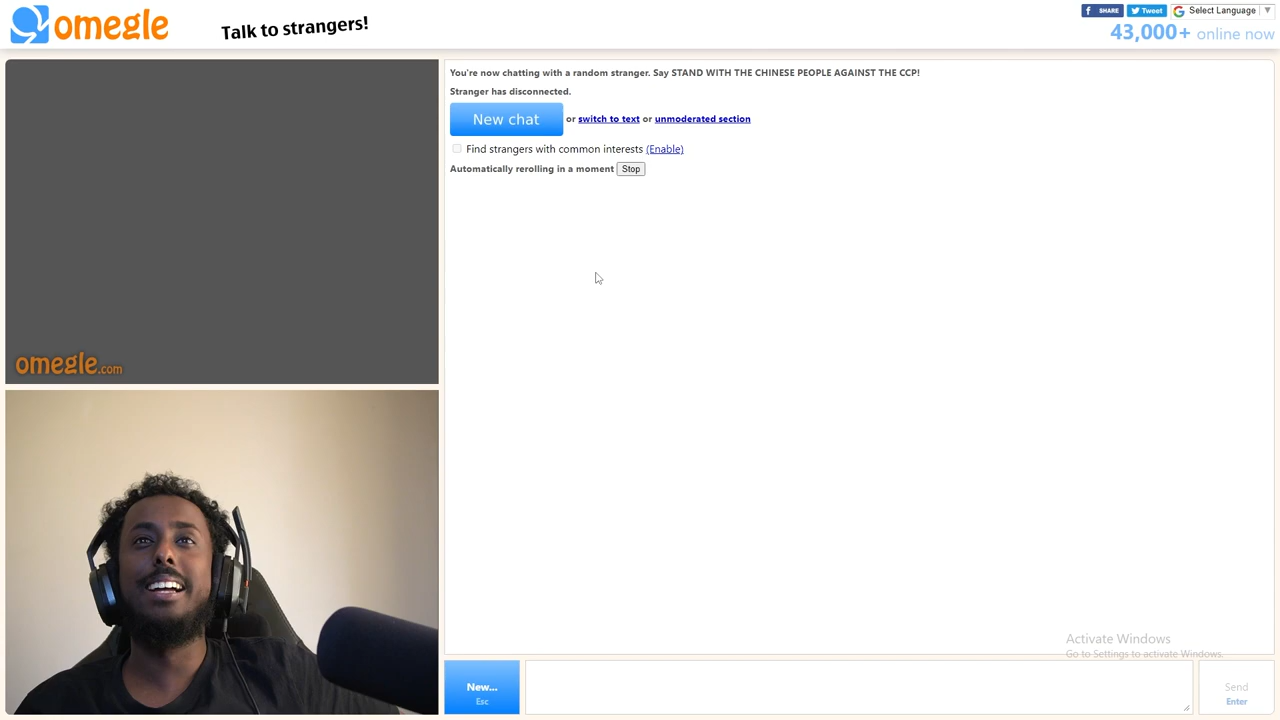 omegle
Talk to strangers!
f SHARE Tweet G Select Language ▼
43,000+ online now
You're now chatting with a random stranger. Say STAND WITH THE CHINESE PEOPLE AGAINST THE CCP!
Stranger has disconnected.
New chat or switch to text or unmoderated section
Find strangers with common interests (Enable)
Automatically rerolling in a moment Stop
omegle.com
Activate Windows
Go to Settings to activate Windows.
New...
Esc
Send
Enter